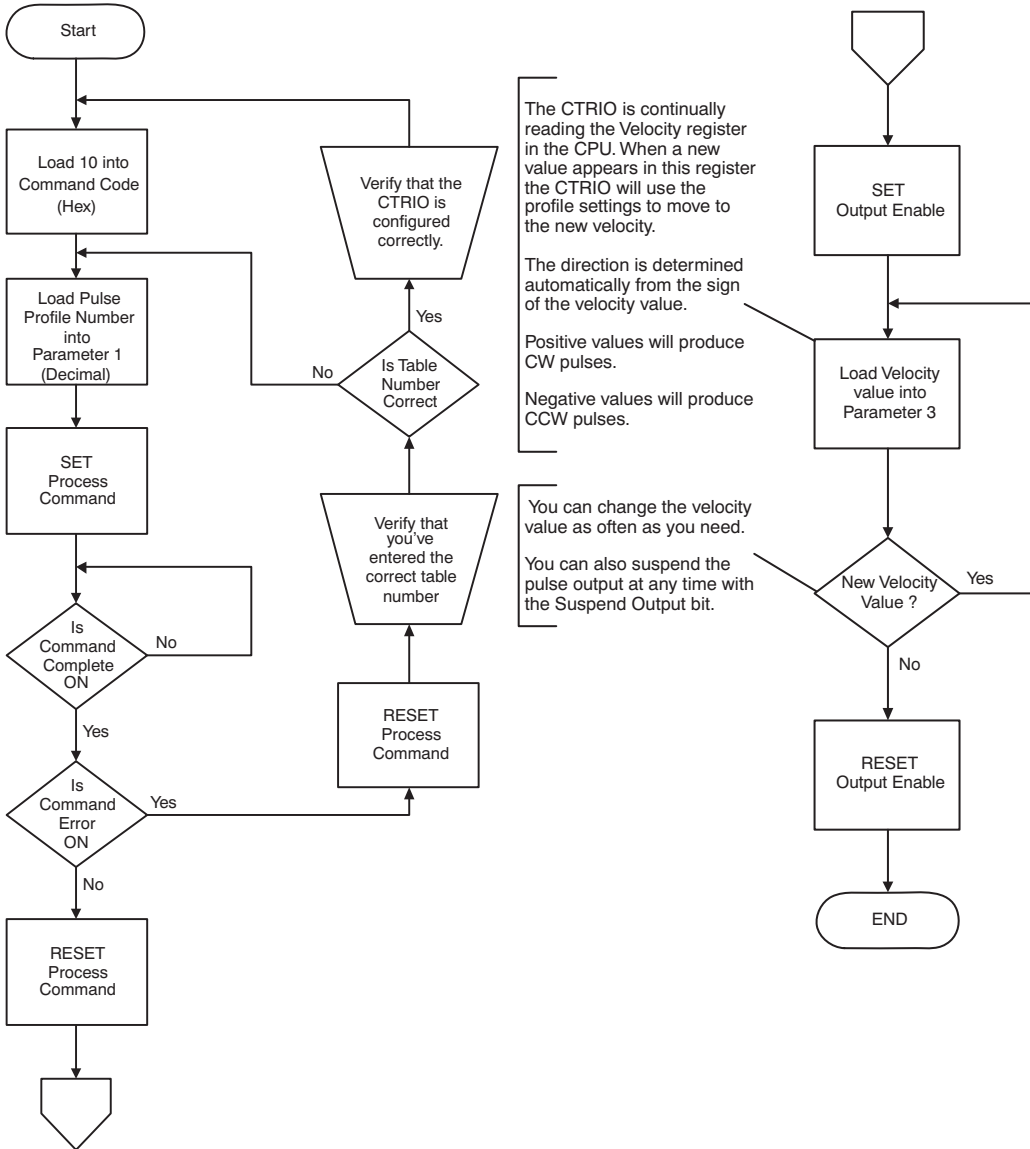 Start
Load 10 into
Command Code
(Hex)
Load Pulse
Profile Number
into
Parameter 1
(Decimal)
SET
Process
Command
Is
Command
Complete
ON
No
Yes
Is
Command
Error
ON
Yes
No
RESET
Process
Command
RESET
Process
Command
Verify that
you've
entered the
correct table
number
Is Table
Number
Correct
No
Yes
Verify that the
CTRIO is
configured
correctly.
The CTRIO is continually
reading the Velocity register
in the CPU. When a new
value appears in this register
the CTRIO will use the
profile settings to move to
the new velocity.
The direction is determined
automatically from the sign
of the velocity value.
Positive values will produce
CW pulses.
Negative values will produce
CCW pulses.
You can change the velocity
value as often as you need.
You can also suspend the
pulse output at any time with
the Suspend Output bit.
SET
Output Enable
Load Velocity
value into
Parameter 3
New Velocity
Value ?
Yes
No
RESET
Output Enable
END